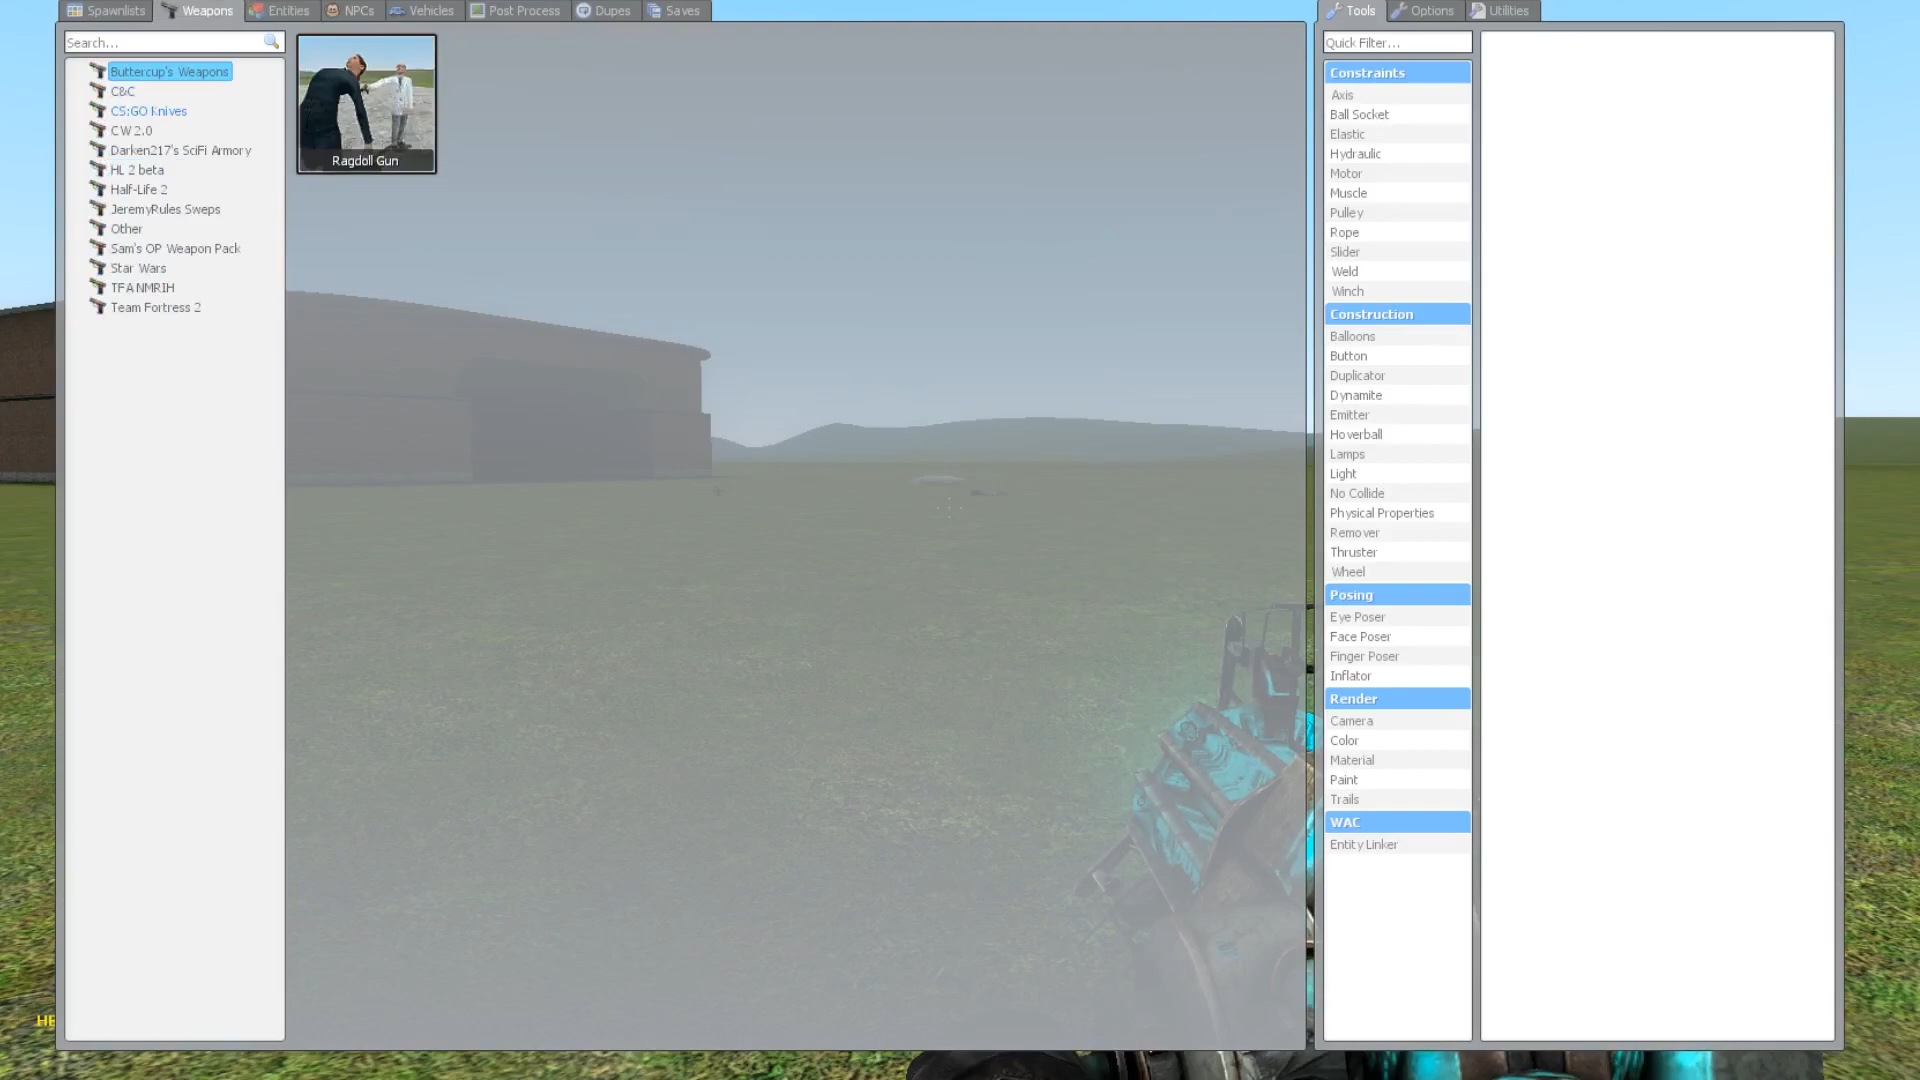 Spawnlists Weapons Entities NPCs Vehicles Post Process Dupes Saves
Search...
Buttercup's Weapons
C&C
CS:GO Knives
CW 2.0
Darken217's SciFi Armory
HL 2 beta
Half-Life 2
JeremyRules Sweps
Other
Sam's OP Weapon Pack
Star Wars
TFA NMRIH
Team Fortress 2
Ragdoll Gun
HE
Tools Options Utilities
Quick Filter...
Constraints
Axis
Ball Socket
Elastic
Hydraulic
Motor
Muscle
Pulley
Rope
Slider
Weld
Winch
Construction
Balloons
Button
Duplicator
Dynamite
Emitter
Hoverball
Lamps
Light
No Collide
Physical Properties
Remover
Thruster
Wheel
Posing
Eye Poser
Face Poser
Finger Poser
Inflator
Render
Camera
Color
Material
Paint
Trails
WAC
Entity Linker